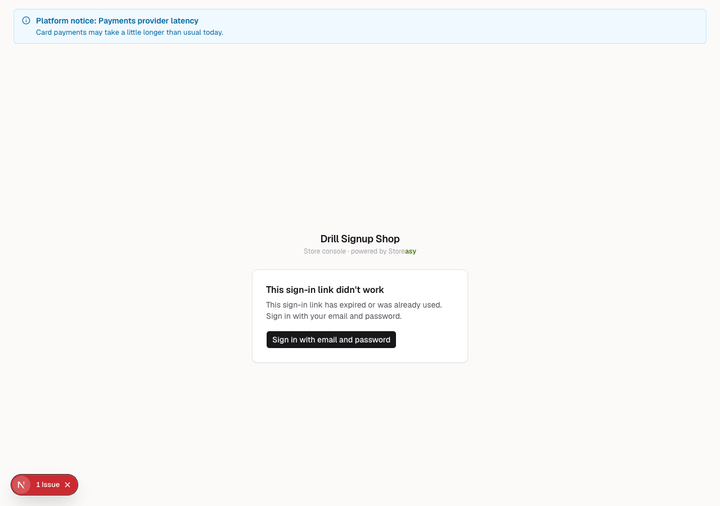 Platform notice: Payments provider latency
Card payments may take a little longer than usual today.
Drill Signup Shop
Store console · powered by Storeasy
This sign-in link didn't work
This sign-in link has expired or was already used.
Sign in with your email and password.
Sign in with email and password
N 1 Issue